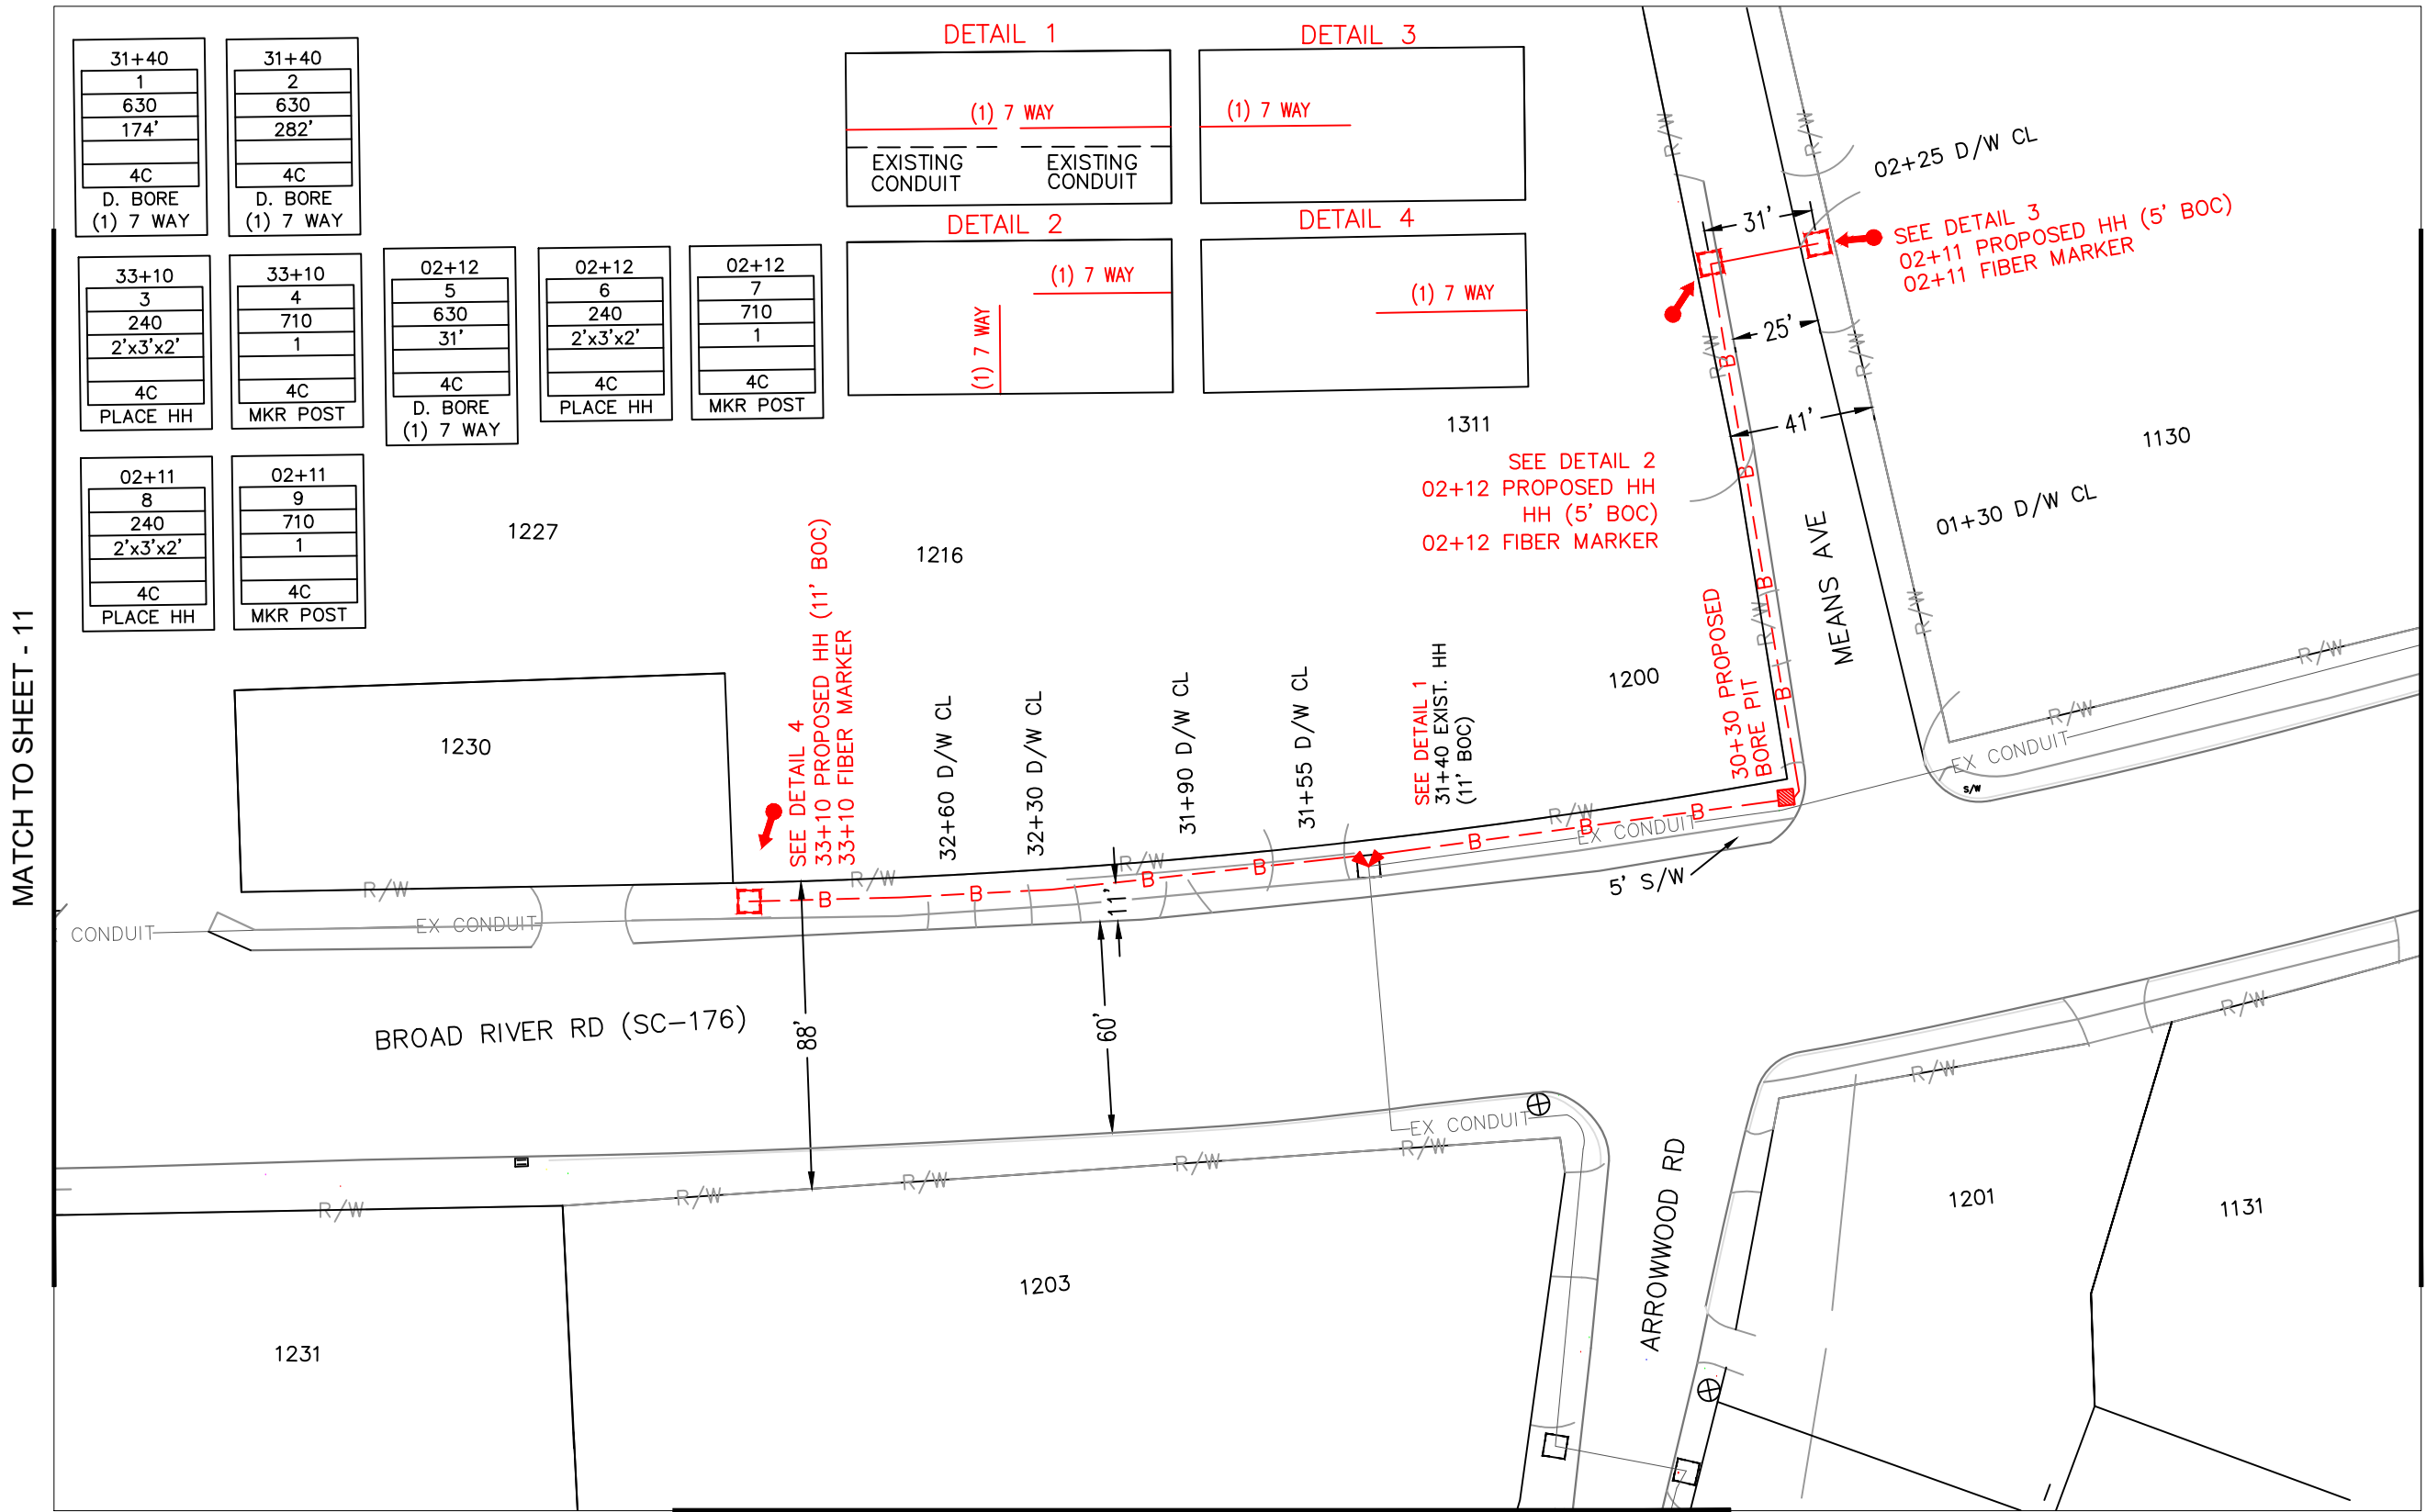 31+40
1
630
174'
4C
D. BORE
(1) 7 WAY
31+40
2
630
282'
4C
D. BORE
(1) 7 WAY
33+10
3
240
2'x3'x2'
4C
PLACE HH
33+10
4
710
1
4C
MKR POST
02+12
5
630
31'
4C
D. BORE
(1) 7 WAY
02+12
6
240
2'x3'x2'
4C
PLACE HH
02+12
7
710
1
4C
MKR POST
02+11
8
240
2'x3'x2'
4C
PLACE HH
02+11
9
710
1
4C
MKR POST
DETAIL 1
(1) 7 WAY
EXISTING
CONDUIT
EXISTING
CONDUIT
DETAIL 3
(1) 7 WAY
DETAIL 2
(1) 7 WAY
(1) 7 WAY
DETAIL 4
(1) 7 WAY
R/W
R/W
02+25 D/W CL
31'
SEE DETAIL 3
02+11 PROPOSED HH (5' BOC)
02+11 FIBER MARKER
25'
R/W
R/W
B
41'
1311
1130
SEE DETAIL 2
02+12 PROPOSED HH
HH (5' BOC)
02+12 FIBER MARKER
B
01+30 D/W CL
MEANS AVE
B
R/W
R/W
B
1227
1216
1200
1230
MATCH TO SHEET - 11
SEE DETAIL 4
33+10 PROPOSED HH (11' BOC)
33+10 FIBER MARKER
32+60 D/W CL
32+30 D/W CL
31+90 D/W CL
31+55 D/W CL
SEE DETAIL 1
31+40 EXIST. HH
(11' BOC)
30+30 PROPOSED
BORE PIT
R/W
R/W
EX CONDUIT
S/W
R/W
R/W
R/W
R/W
B
B
B
B
B
B
B
EX CONDUIT
EX CONDUIT
CONDUIT
11'
5' S/W
BROAD RIVER RD (SC-176)
88'
60'
EX CONDUIT
R/W
R/W
R/W
R/W
R/W
R/W
R/W
ARROWOOD RD
1201
1131
1203
1231